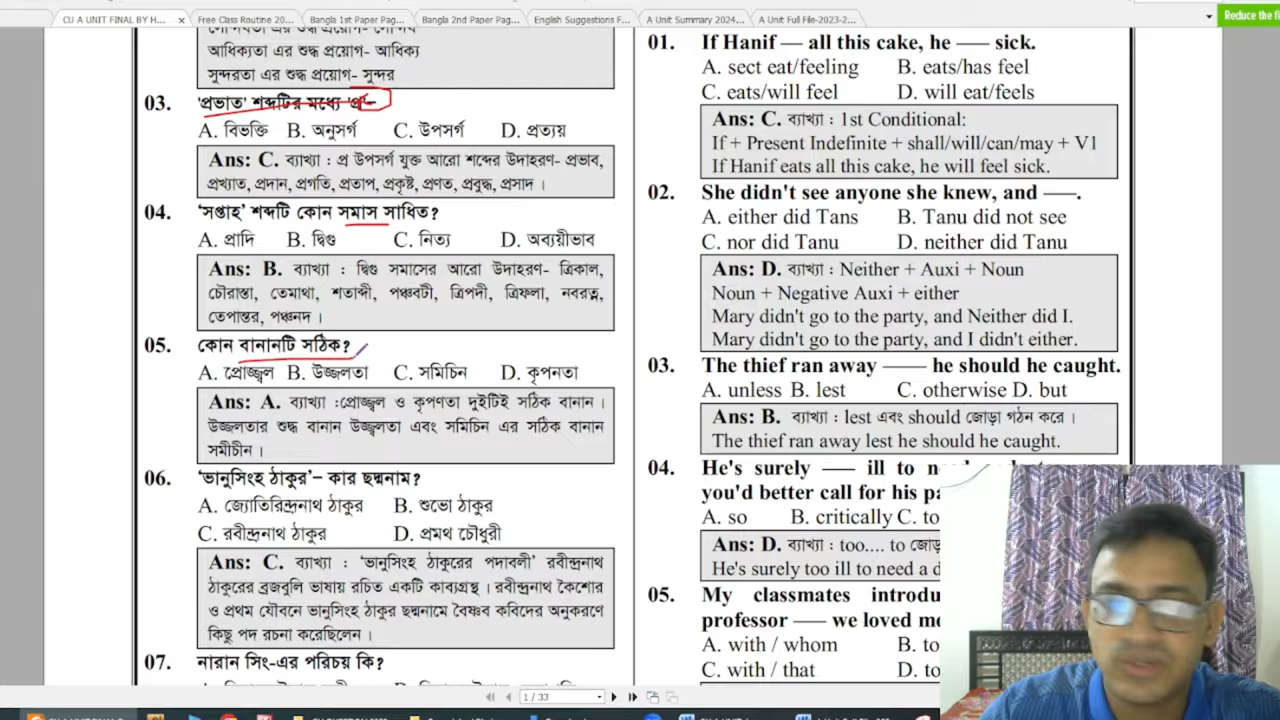 CU A UNIT FINAL BY H...
Free Class Routine 20...
Bangla 1st Paper Pag...
Bangla 2nd Paper Pag...
English Suggestions F...
A Unit Summary 2024...
A Unit Full File-2023-2...
Reduce the fi
আধিক্যতা এর শুদ্ধ প্রয়োগ- আধিক্য
সুন্দরতা এর শুদ্ধ প্রয়োগ- সুন্দর
03. 'প্রভাত' শব্দটির মধ্যে 'প্র'–
A. বিভক্তি B. অনুসর্গ C. উপসর্গ D. প্রত্যয়
Ans: C. ব্যাখ্যা : প্র উপসর্গ যুক্ত আরো শব্দের উদাহরণ- প্রভাব,
প্রখ্যাত, প্রদান, প্রগতি, প্রতাপ, প্রকৃষ্ট, প্রণত, প্রবুদ্ধ, প্রসাদ ।
04. ‘সপ্তাহ’ শব্দটি কোন সমাস সাধিত?
A. প্রাদি B. দ্বিগু C. নিত্য D. অব্যয়ীভাব
Ans: B. ব্যাখ্যা : দ্বিগু সমাসের আরো উদাহরণ- ত্রিকাল,
চৌরাস্তা, তেমাথা, শতাব্দী, পঞ্চবটী, ত্রিপদী, ত্রিফলা, নবরত্ন,
তেপান্তর, পঞ্চনদ ।
05. কোন বানানটি সঠিক?
A. প্রোজ্জ্বল B. উজ্জলতা C. সমিচিন D. কৃপনতা
Ans: A. ব্যাখ্যা :প্রোজ্জ্বল ও কৃপণতা দুইটিই সঠিক বানান ।
উজ্জলতার শুদ্ধ বানান উজ্জ্বলতা এবং সমিচিন এর সঠিক বানান
সমীচীন ।
06. ‘ভানুসিংহ ঠাকুর’– কার ছদ্মনাম?
A. জ্যোতিরিন্দ্রনাথ ঠাকুর B. শুভো ঠাকুর
C. রবীন্দ্রনাথ ঠাকুর D. প্রমথ চৌধুরী
Ans: C. ব্যাখ্যা : ‘ভানুসিংহ ঠাকুরের পদাবলী’ রবীন্দ্রনাথ
ঠাকুরের ব্রজবুলি ভাষায় রচিত একটি কাব্যগ্রন্থ । রবীন্দ্রনাথ কৈশোর
ও প্রথম যৌবনে ভানুসিংহ ঠাকুর ছদ্মনামে বৈষ্ণব কবিদের অনুকরণে
কিছু পদ রচনা করেছিলেন ।
07. নারান সিং-এর পরিচয় কি?
01. If Hanif — all this cake, he — sick.
A. sect eat/feeling B. eats/has feel
C. eats/will feel D. will eat/feels
Ans: C. ব্যাখ্যা : 1st Conditional:
If + Present Indefinite + shall/will/can/may + V1
If Hanif eats all this cake, he will feel sick.
02. She didn't see anyone she knew, and —.
A. either did Tans B. Tanu did not see
C. nor did Tanu D. neither did Tanu
Ans: D. ব্যাখ্যা : Neither + Auxi + Noun
Noun + Negative Auxi + either
Mary didn't go to the party, and Neither did I.
Mary didn't go to the party, and I didn't either.
03. The thief ran away — he should he caught.
A. unless B. lest C. otherwise D. but
Ans: B. ব্যাখ্যা : lest এবং should জোড়া গঠন করে ।
The thief ran away lest he should he caught.
04. He's surely — ill to
you'd better call for his pa
A. so B. critically C. to
Ans: D. ব্যাখ্যা : too.... to জোড়
He's surely too ill to need a d
05. My classmates introdu
professor — we loved me
A. with / whom B. to
C. with / that D. to
1 / 33